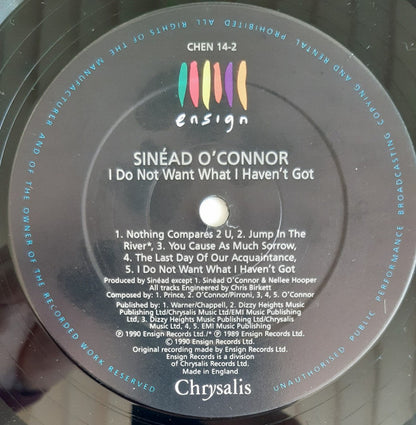 ALL RIGHTS OF THE MANUFACTURER AND OF THE OWNER OF THE RECORDED WORK RESERVED
UNAUTHORISED PUBLIC PERFORMANCE BROADCASTING COPYING AND RENTAL PROHIBITED
CHEN 14-2
ensign
SINÉAD O'CONNOR
I Do Not Want What I Haven't Got
1. Nothing Compares 2 U, 2. Jump In The
River*, 3. You Cause As Much Sorrow,
4. The Last Day Of Our Acquaintance,
5. I Do Not Want What I Haven't Got
Produced by Sinéad except 1. Sinéad O'Connor & Nellee Hooper
All tracks Engineered by Chris Birkett
Composed by: 1. Prince, 2. O'Connor/Pirroni, 3, 4, 5. O'Connor
Published by: 1. Warner/Chappell, 2. Dizzy Heights Music
Publishing Ltd/Chrysalis Music Ltd/EMI Music Publishing
Ltd, 3. Dizzy Heights Music Publishing Ltd/Chrysalis
Music Ltd, 4, 5. EMI Music Publishing
℗ 1990 Ensign Records Ltd./* ℗ 1989 Ensign Records Ltd.
© 1990 Ensign Records Ltd.
Original recording made by Ensign Records Ltd.
Ensign Records is a division
of Chrysalis Records Ltd.
Made in England
Chrysalis